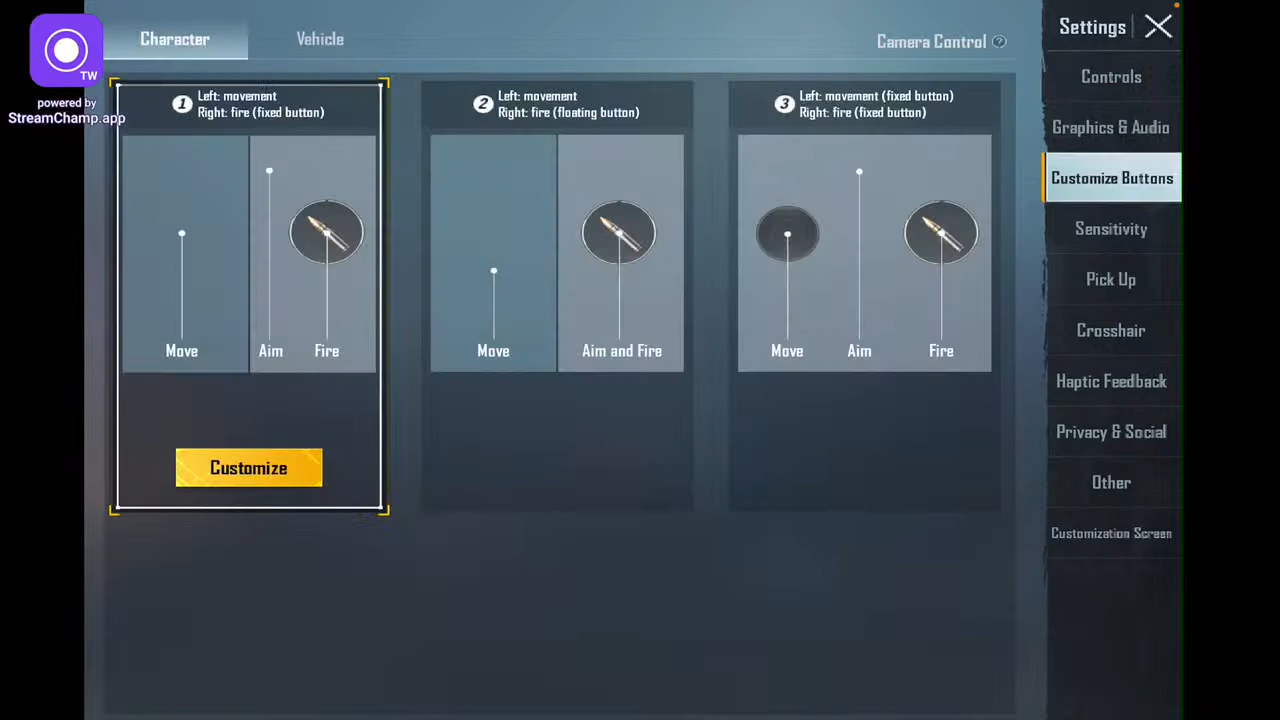 TW
powered by
StreamChamp.app
Character
Vehicle
Camera Control ?
Settings
1
Left: movement
Right: fire (fixed button)
Move
Aim
Fire
Customize
2
Left: movement
Right: fire (floating button)
Move
Aim and Fire
3
Left: movement (fixed button)
Right: fire (fixed button)
Move
Aim
Fire
Controls
Graphics & Audio
Customize Buttons
Sensitivity
Pick Up
Crosshair
Haptic Feedback
Privacy & Social
Other
Customization Screen